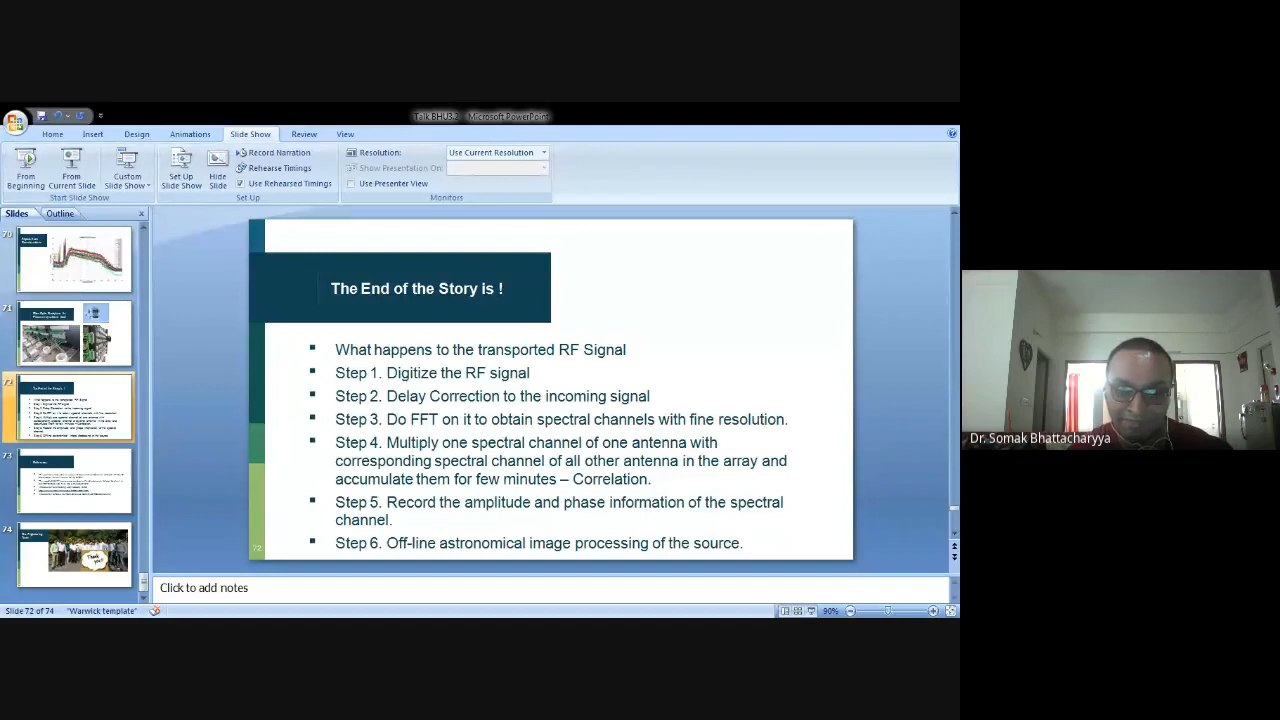 Talk BHU3-2 - Microsoft PowerPoint
Home Insert Design Animations Slide Show Review View
From Beginning
From Current Slide
Custom Slide Show
Start Slide Show
Set Up Slide Show
Hide Slide
Record Narration
Rehearse Timings
Use Rehearsed Timings
Set Up
Resolution: Use Current Resolution
Show Presentation On:
Use Presenter View
Monitors
Slides Outline
70
71
72
73
74
The End of the Story is !
What happens to the transported RF Signal
Step 1. Digitize the RF signal
Step 2. Delay Correction to the incoming signal
Step 3. Do FFT on it to obtain spectral channels with fine resolution.
Step 4. Multiply one spectral channel of one antenna with
corresponding spectral channel of all other antenna in the array and
accumulate them for few minutes – Correlation.
Step 5. Record the amplitude and phase information of the spectral
channel.
Step 6. Off-line astronomical image processing of the source.
72
Click to add notes
Slide 72 of 74 "Warwick template" 90%
Dr. Somak Bhattacharyya